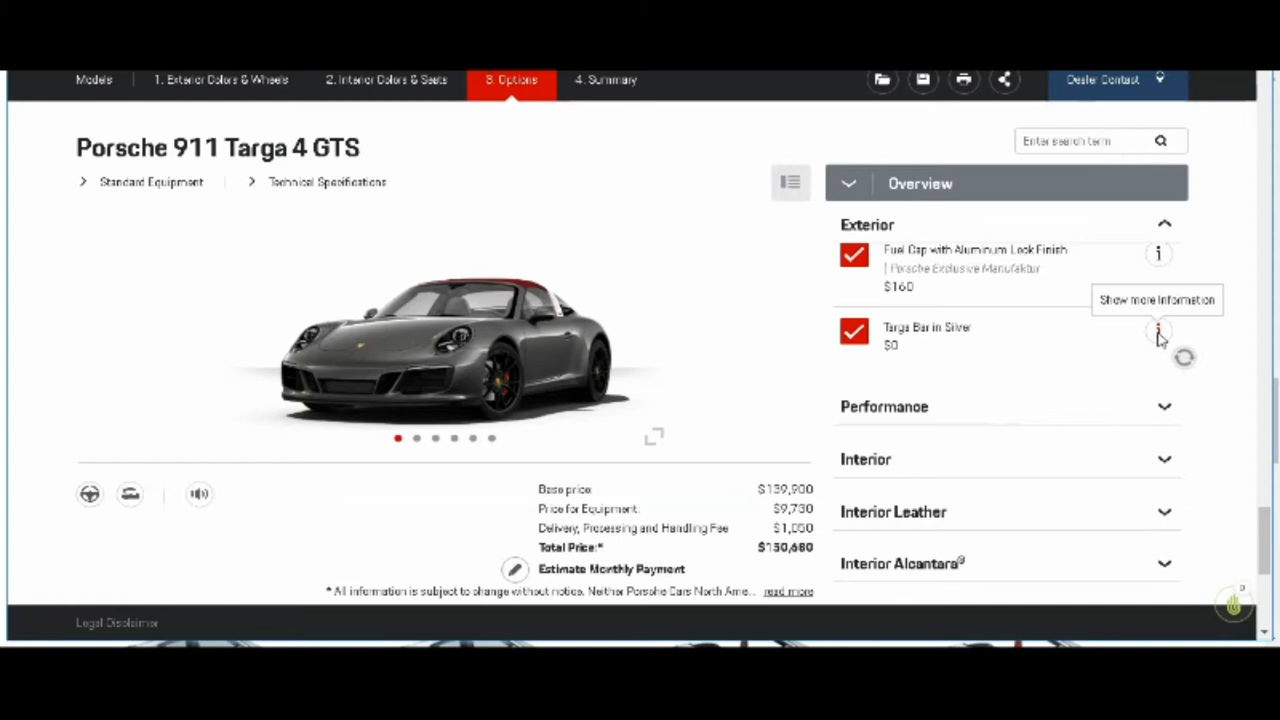 Models
1. Exterior Colors & Wheels
2. Interior Colors & Seats
3. Options
4. Summary
Dealer Contact
Porsche 911 Targa 4 GTS
Enter search term
Standard Equipment
Technical Specifications
Overview
Exterior
Fuel Cap with Aluminum Look Finish
| Porsche Exclusive Manufaktur
$160
Show more information
Targa Bar in Silver
$0
Performance
Interior
Interior Leather
Interior Alcantara®
Base price: $139,900
Price for Equipment: $9,730
Delivery, Processing and Handling Fee $1,050
Total Price:* $150,680
Estimate Monthly Payment
* All information is subject to change without notice. Neither Porsche Cars North Ame... read more
Legal Disclaimer